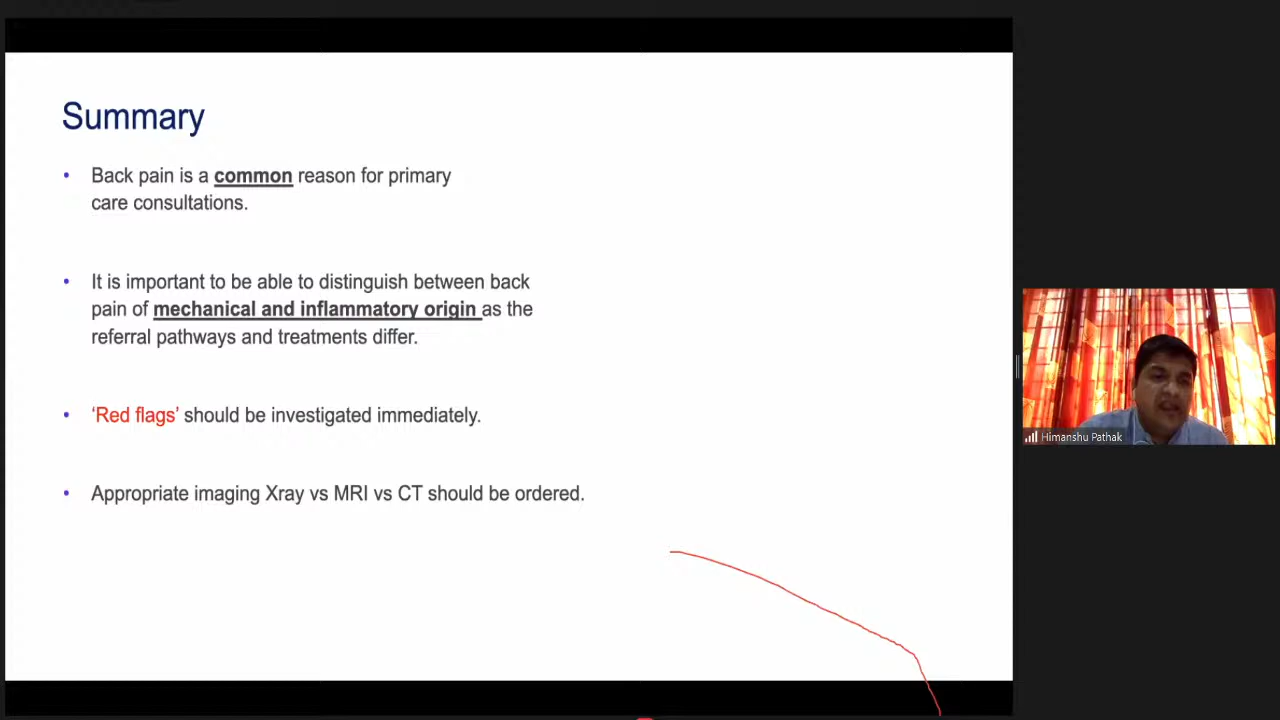 Summary
• Back pain is a common reason for primary
care consultations.
• It is important to be able to distinguish between back
pain of mechanical and inflammatory origin as the
referral pathways and treatments differ.
• ‘Red flags’ should be investigated immediately.
• Appropriate imaging Xray vs MRI vs CT should be ordered.
Himanshu Pathak